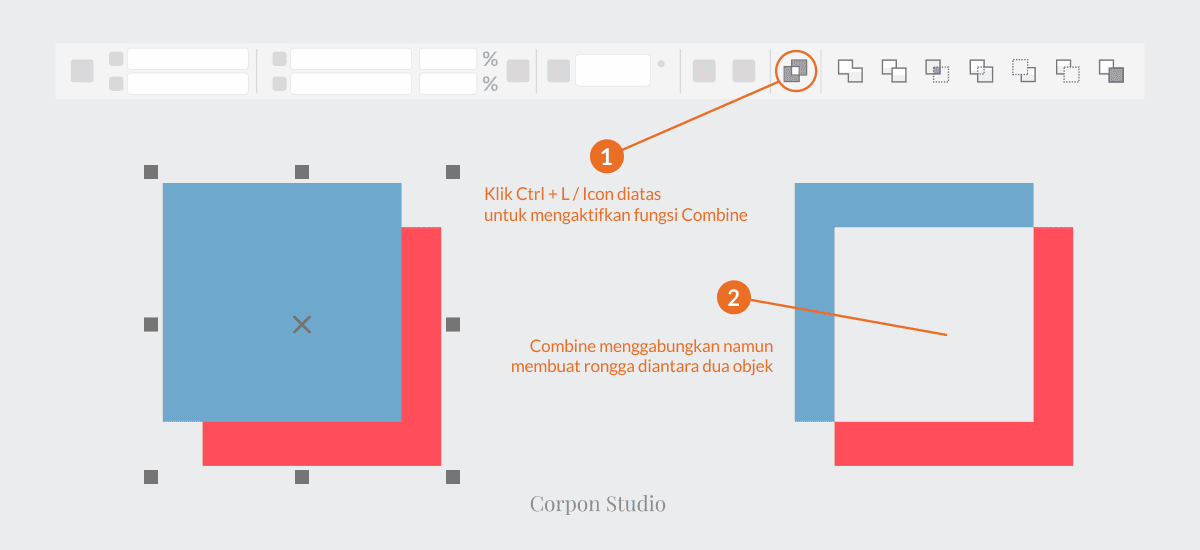 %
%
1
Klik Ctrl + L / Icon diatas
untuk mengaktifkan fungsi Combine
2
Combine menggabungkan namun
membuat rongga diantara dua objek
Corpon Studio